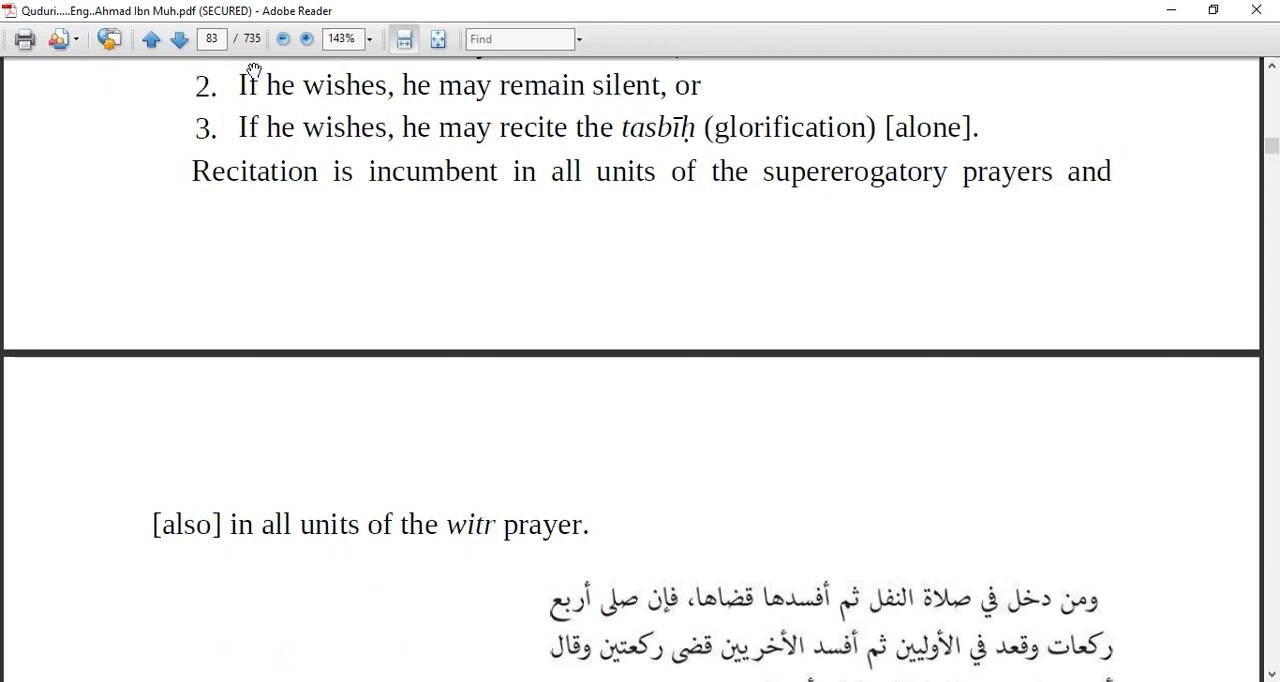 Quduri.....Eng..Ahmad Ibn Muh.pdf (SECURED) - Adobe Reader
83 / 735 143% Find
2. If he wishes, he may remain silent, or
3. If he wishes, he may recite the tasbīḥ (glorification) [alone].
Recitation is incumbent in all units of the supererogatory prayers and
[also] in all units of the witr prayer.
ومن دخل في صلاة النفل ثم أفسدها قضاها، فإن صلى أربع
ركعات وقعد في الأوليين ثم أفسد الأخريين قضى ركعتين وقال